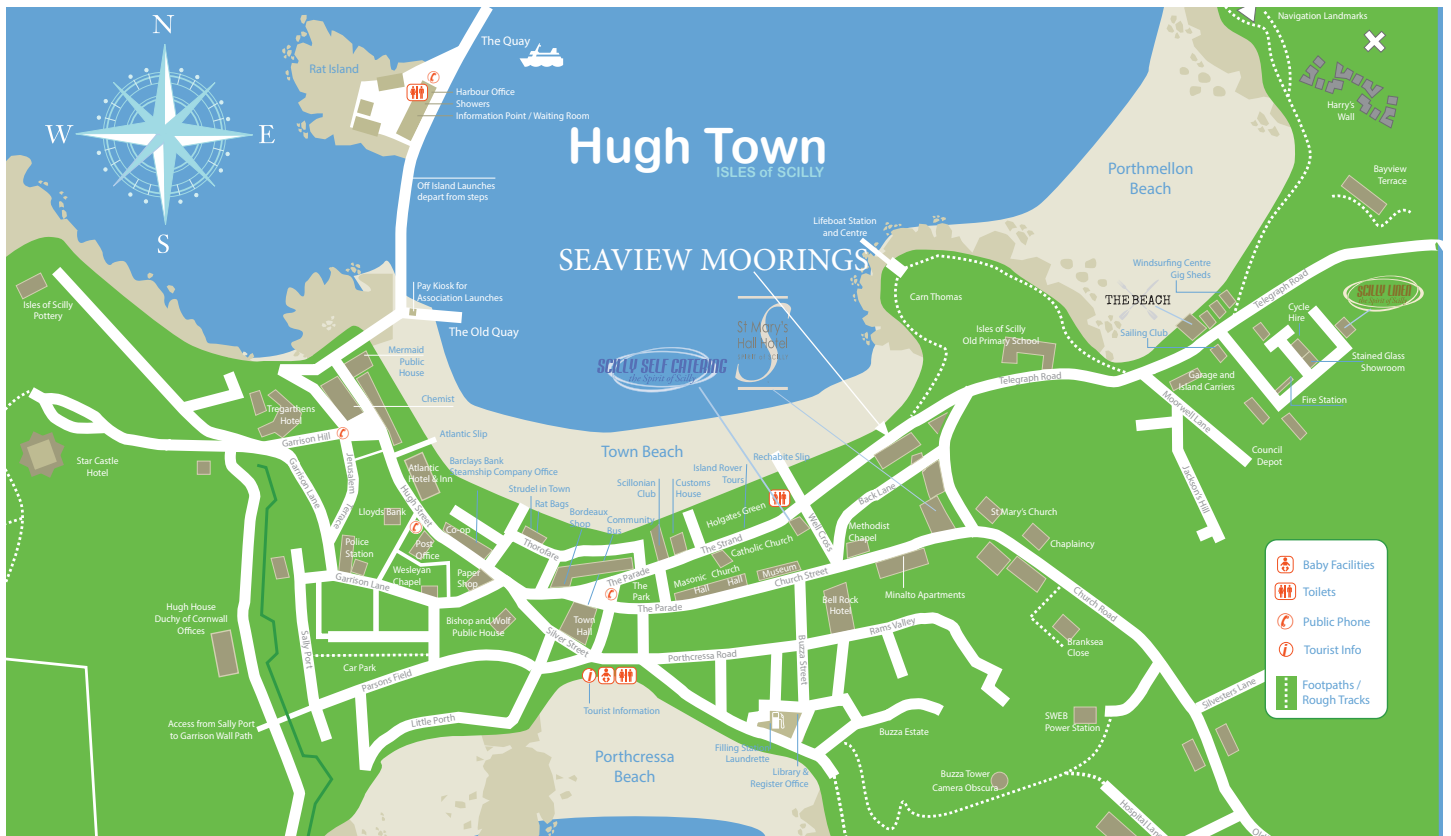 N
W
E
S
Rat Island
The Quay
Harbour Office
Showers
Information Point / Waiting Room
Off Island Launches
depart from steps
Pay Kiosk for
Association Launches
The Old Quay
Hugh Town
ISLES of SCILLY
SEAVIEW MOORINGS
Lifeboat Station
and Centre
Carn Thomas
Navigation Landmarks
Harry's
Wall
Bayview
Terrace
Porthmellon
Beach
Windsurfing Centre
Gig Sheds
THE BEACH
Sailing Club
Telegraph Road
SCILLY LINEN
the Spirit of Scilly
Cycle
Hire
Stained Glass
Showroom
Fire Station
Garage and
Island Carriers
Moorwell Lane
Council
Depot
Jackson's Hill
Isles of Scilly
Old Primary School
Telegraph Road
St Mary's
Hall Hotel
SCILLY SELF CATERING
the Spirit of Scilly
Isles of Scilly
Pottery
Mermaid
Public
House
Chemist
Tregarthens
Hotel
Garrison Hill
Star Castle
Hotel
Atlantic Slip
Atlantic
Hotel & Inn
Barclays Bank
Steamship Company Office
Strudel in Town
Rat Bags
Bordeaux
Shop
Community
Bus
Town Beach
Scillonian
Club
Customs
House
Island Rover
Tours
Rechabite Slip
Garrison Lane
Jerusalem
Terrace
Hugh Street
Lloyds Bank
Police
Station
Post
Office
Co-op
Wesleyan
Chapel
Paper
Shop
Thorofare
Garrison Lane
Holgates Green
The Strand
Catholic Church
Masonic
Hall
Church
Hall
Museum
Church Street
The Parade
The
Park
The Parade
Well Cross
Back Lane
Methodist
Chapel
St Mary's Church
Chaplaincy
Minalto Apartments
Bell Rock
Hotel
Church Road
Branksea
Close
Rams Valley
Buzza Street
Porthcressa Road
Town
Hall
Silver Street
Bishop and Wolf
Public House
Hugh House
Duchy of Cornwall
Offices
Sally Port
Car Park
Parsons Field
Little Porth
Access from Sally Port
to Garrison Wall Path
Tourist Information
Porthcressa
Beach
Filling Station
Laundrette
Library &
Register Office
Buzza Estate
Buzza Tower
Camera Obscura
SWEB
Power Station
Silvesters Lane
Hospital Lane
Old
Baby Facilities
Toilets
Public Phone
Tourist Info
Footpaths /
Rough Tracks